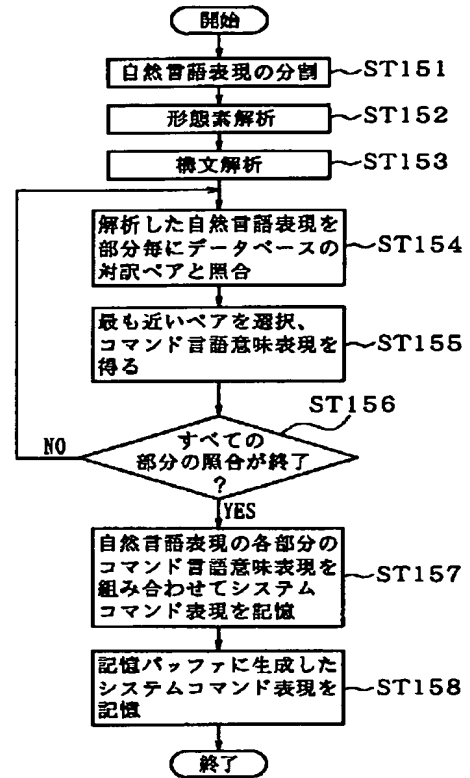 開始
自然言語表現の分割
ST151
形態素解析
ST152
構文解析
ST153
解析した自然言語表現を
部分毎にデータベースの
対訳ペアと照合
ST154
最も近いペアを選択、
コマンド言語意味表現を
得る
ST155
ST156
すべての
部分の照合が終了
?
NO
YES
自然言語表現の各部分の
コマンド言語意味表現を
組み合わせてシステム
コマンド表現を記憶
ST157
記憶バッファに生成した
システムコマンド表現を
記憶
ST158
終了